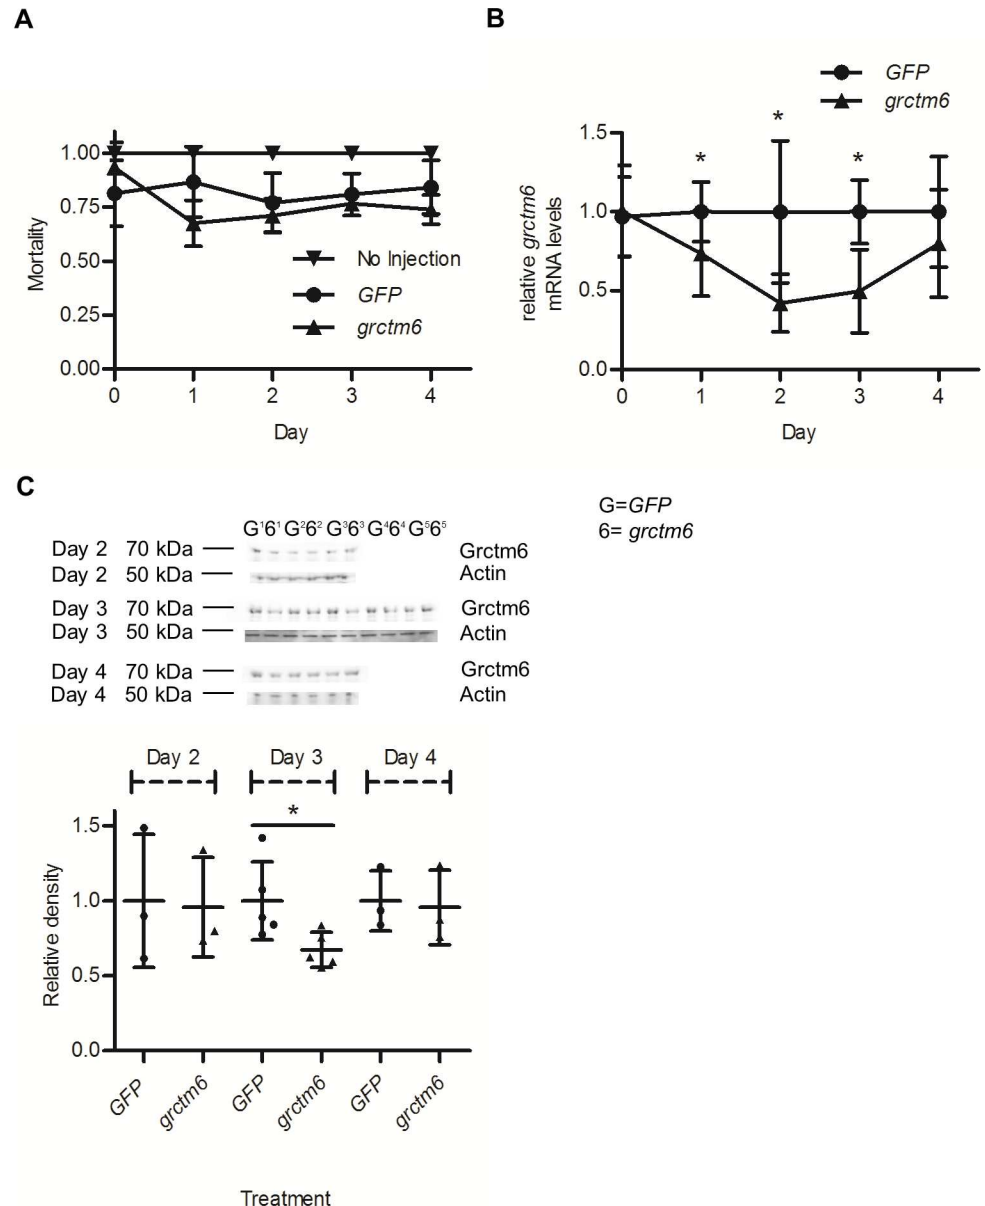 A
1.00
0.75
0.50
0.25
0.00
Mortality
No Injection
GFP
grctm6
0 1 2 3 4
Day
B
GFP
grctm6
1.5
1.0
0.5
0.0
relative grctm6
mRNA levels
* * *
0 1 2 3 4
Day
C
G=GFP
6= grctm6
G¹6¹ G²6² G³6³ G⁴6⁴ G⁵6⁵
Day 2 70 kDa Grctm6
Day 2 50 kDa Actin
Day 3 70 kDa Grctm6
Day 3 50 kDa Actin
Day 4 70 kDa Grctm6
Day 4 50 kDa Actin
Day 2 Day 3 Day 4
*
1.5
1.0
0.5
0.0
Relative density
GFP grctm6 GFP grctm6 GFP grctm6
Treatment